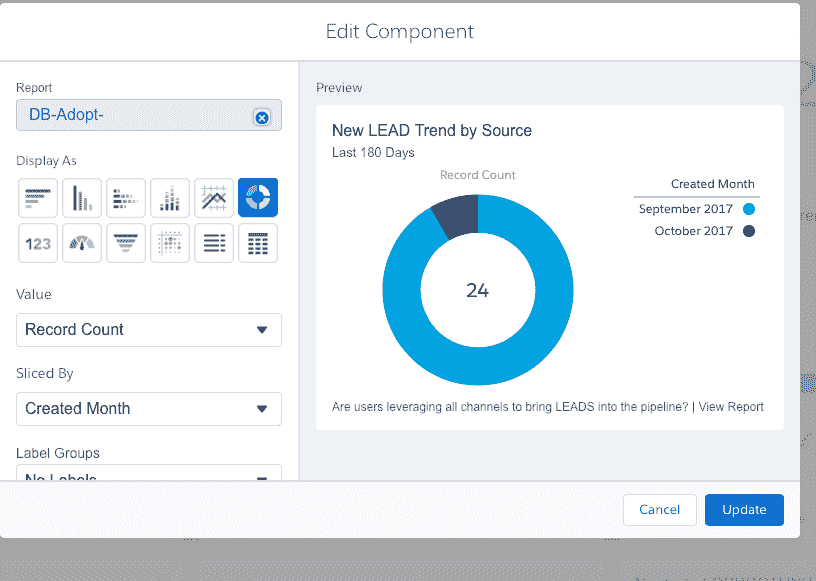 Edit Component
Report
DB-Adopt-
Display As
123
Value
Record Count
Sliced By
Created Month
Label Groups
No Labels
Preview
New LEAD Trend by Source
Last 180 Days
Record Count
24
Created Month
September 2017
October 2017
Are users leveraging all channels to bring LEADS into the pipeline? | View Report
Cancel
Update